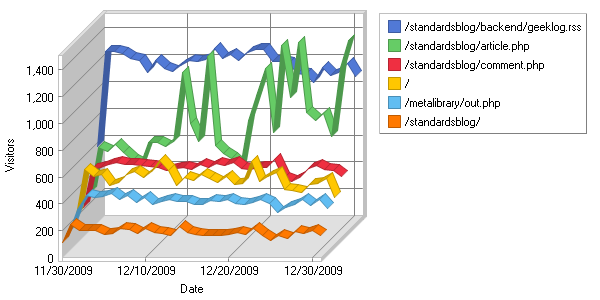 1,400
1,200
1,000
800
600
400
200
0
Visitors
11/30/2009
12/10/2009
12/20/2009
12/30/2009
Date
/standardsblog/backend/geeklog.rss
/standardsblog/article.php
/standardsblog/comment.php
/
/metalibrary/out.php
/standardsblog/